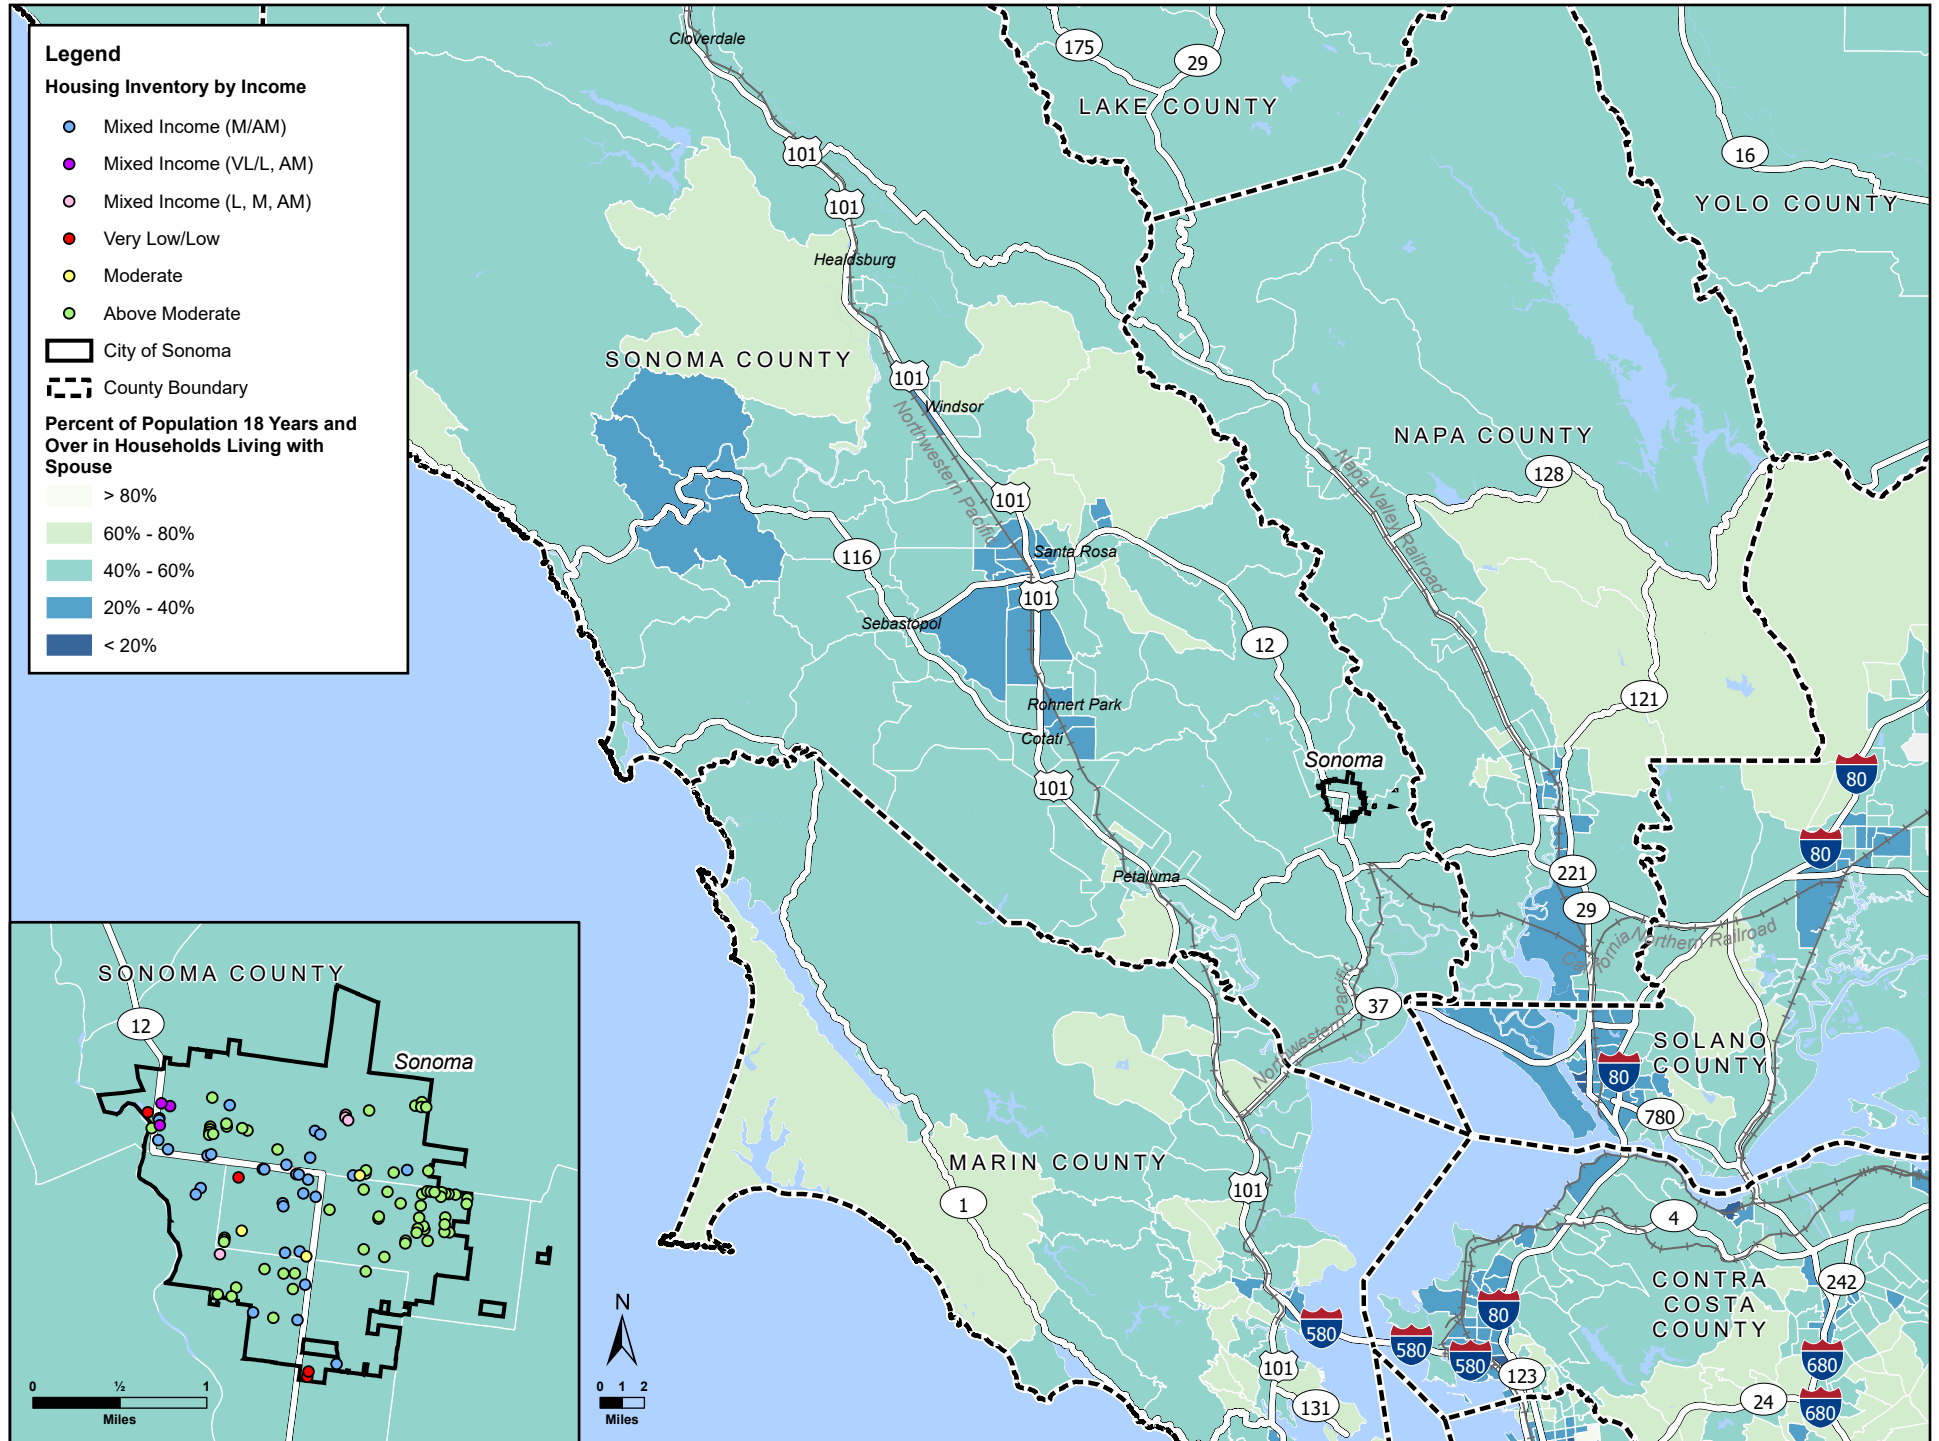 Legend
Housing Inventory by Income
Mixed Income (M/AM)
Mixed Income (VL/L, AM)
Mixed Income (L, M, AM)
Very Low/Low
Moderate
Above Moderate
City of Sonoma
County Boundary
Percent of Population 18 Years and
Over in Households Living with
Spouse
> 80%
60% - 80%
40% - 60%
20% - 40%
< 20%
Cloverdale
175
29
LAKE COUNTY
101
16
101
YOLO COUNTY
Healdsburg
SONOMA COUNTY
101
Windsor
Northwestern Pacific
NAPA COUNTY
Napa Valley Railroad
128
101
116
Santa Rosa
101
Sebastopol
12
121
Rohnert Park
Cotati
Sonoma
80
101
80
Petaluma
221
29
California Northern Railroad
Northwestern Pacific
37
SOLANO
COUNTY
80
780
MARIN COUNTY
101
1
4
CONTRA
COSTA
COUNTY
242
80
580
580
580
680
101
123
131
24
680
SONOMA COUNTY
12
Sonoma
0 ½ 1
Miles
N
0 1 2
Miles